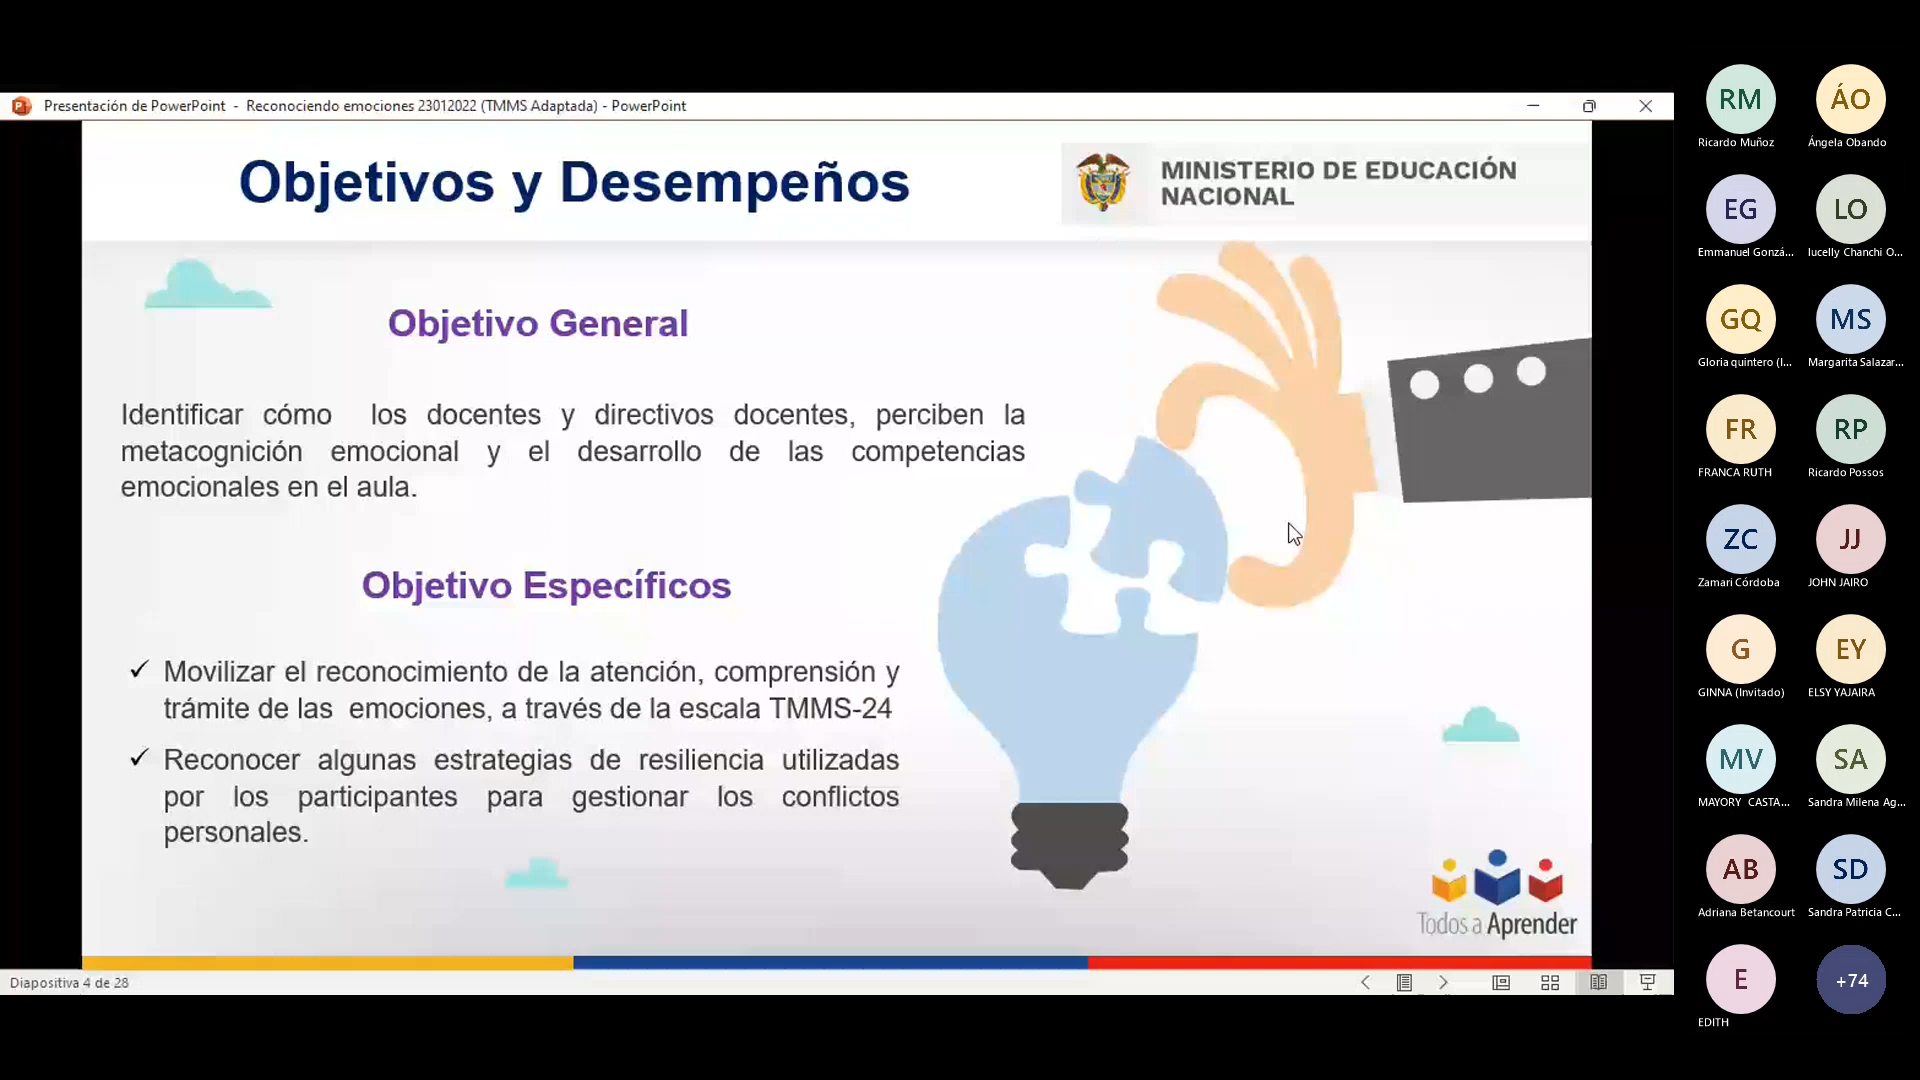 Presentación de PowerPoint - Reconociendo emociones 23012022 (TMMS Adaptada) - PowerPoint
Objetivos y Desempeños
MINISTERIO DE EDUCACIÓN
NACIONAL
Objetivo General
Identificar cómo los docentes y directivos docentes, perciben la
metacognición emocional y el desarrollo de las competencias
emocionales en el aula.
Objetivo Específicos
✓ Movilizar el reconocimiento de la atención, comprensión y
trámite de las emociones, a través de la escala TMMS-24
✓ Reconocer algunas estrategias de resiliencia utilizadas
por los participantes para gestionar los conflictos
personales.
Todos a Aprender
Diapositiva 4 de 28
RM
Ricardo Muñoz
ÁO
Ángela Obando
EG
Emmanuel Gonzá...
LO
lucelly Chanchi O...
GQ
Gloria quintero (I...
MS
Margarita Salazar...
FR
FRANCA RUTH
RP
Ricardo Possos
ZC
Zamari Córdoba
JJ
JOHN JAIRO
G
GINNA (Invitado)
EY
ELSY YAJAIRA
MV
MAYORY CASTA...
SA
Sandra Milena Ag...
AB
Adriana Betancourt
SD
Sandra Patricia C...
E
EDITH
+74